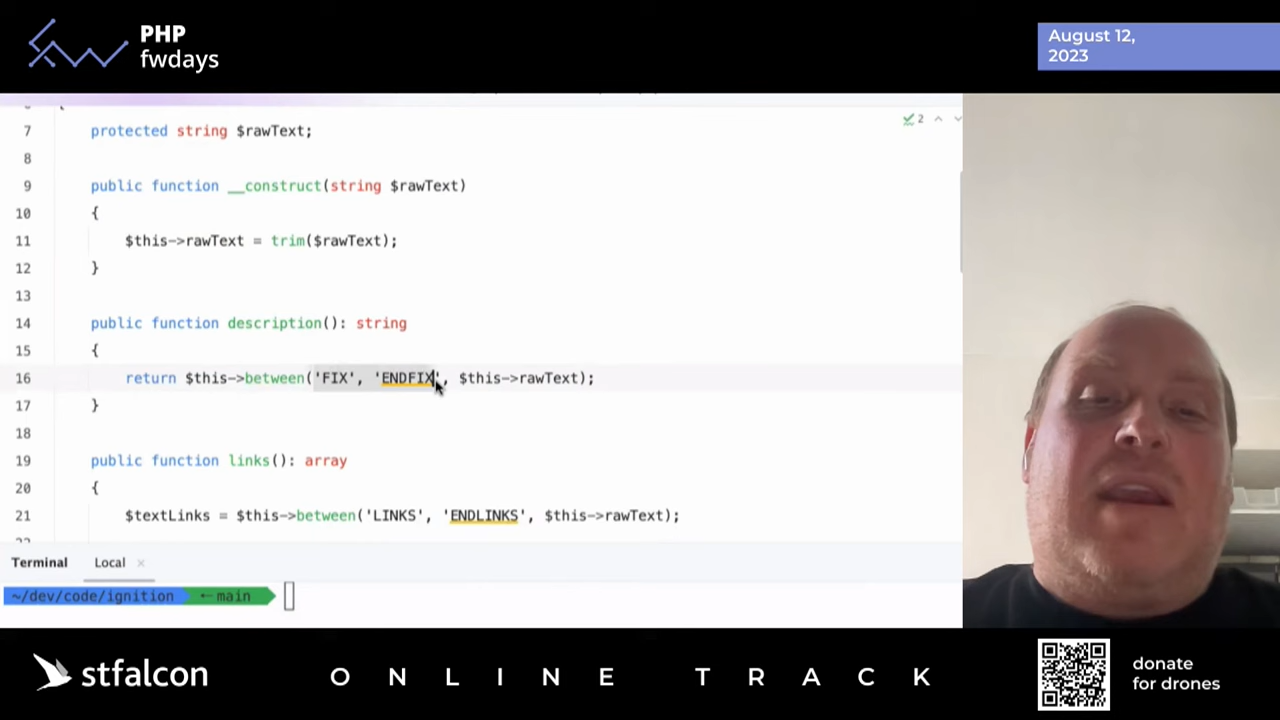 PHP
fwdays
August 12,
2023
7 protected string $rawText;
8
9 public function __construct(string $rawText)
10 {
11 $this->rawText = trim($rawText);
12 }
13
14 public function description(): string
15 {
16 return $this->between('FIX', 'ENDFIX', $this->rawText);
17 }
18
19 public function links(): array
20 {
21 $textLinks = $this->between('LINKS', 'ENDLINKS', $this->rawText);
2
Terminal Local ×
~/dev/code/ignition ← main
stfalcon
ONLINE TRACK
donate
for drones